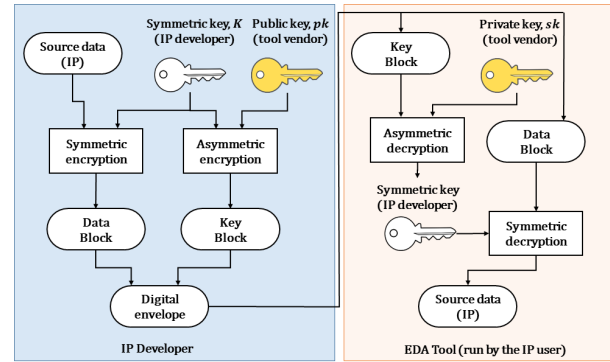 Symmetric key, K
(IP developer)
Public key, pk
(tool vendor)
Source data
(IP)
Symmetric
encryption
Asymmetric
encryption
Data
Block
Key
Block
Digital
envelope
IP Developer
Key
Block
Private key, sk
(tool vendor)
Asymmetric
decryption
Data
Block
Symmetric key
(IP developer)
Symmetric
decryption
Source data
(IP)
EDA Tool (run by the IP user)